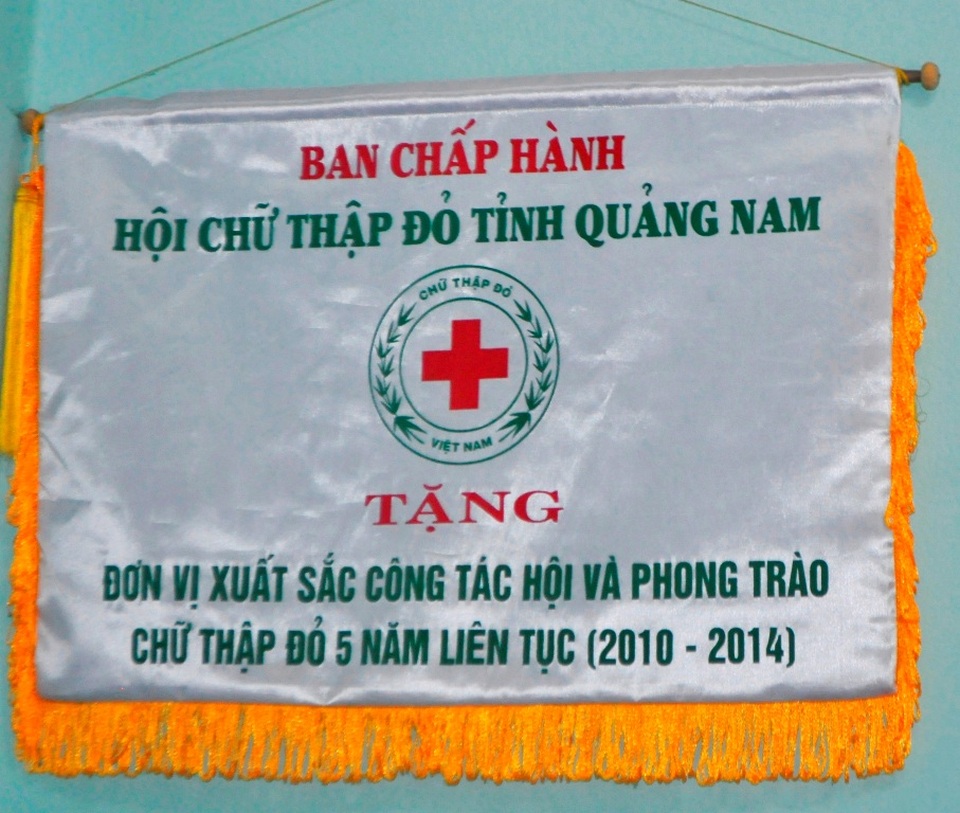 BAN CHẤP HÀNH
HỘI CHỮ THẬP ĐỎ TỈNH QUẢNG NAM
CHỮ THẬP ĐỎ
VIỆT NAM
TẶNG
ĐƠN VỊ XUẤT SẮC CÔNG TÁC HỘI VÀ PHONG TRÀO
CHỮ THẬP ĐỎ 5 NĂM LIÊN TỤC (2010 - 2014)